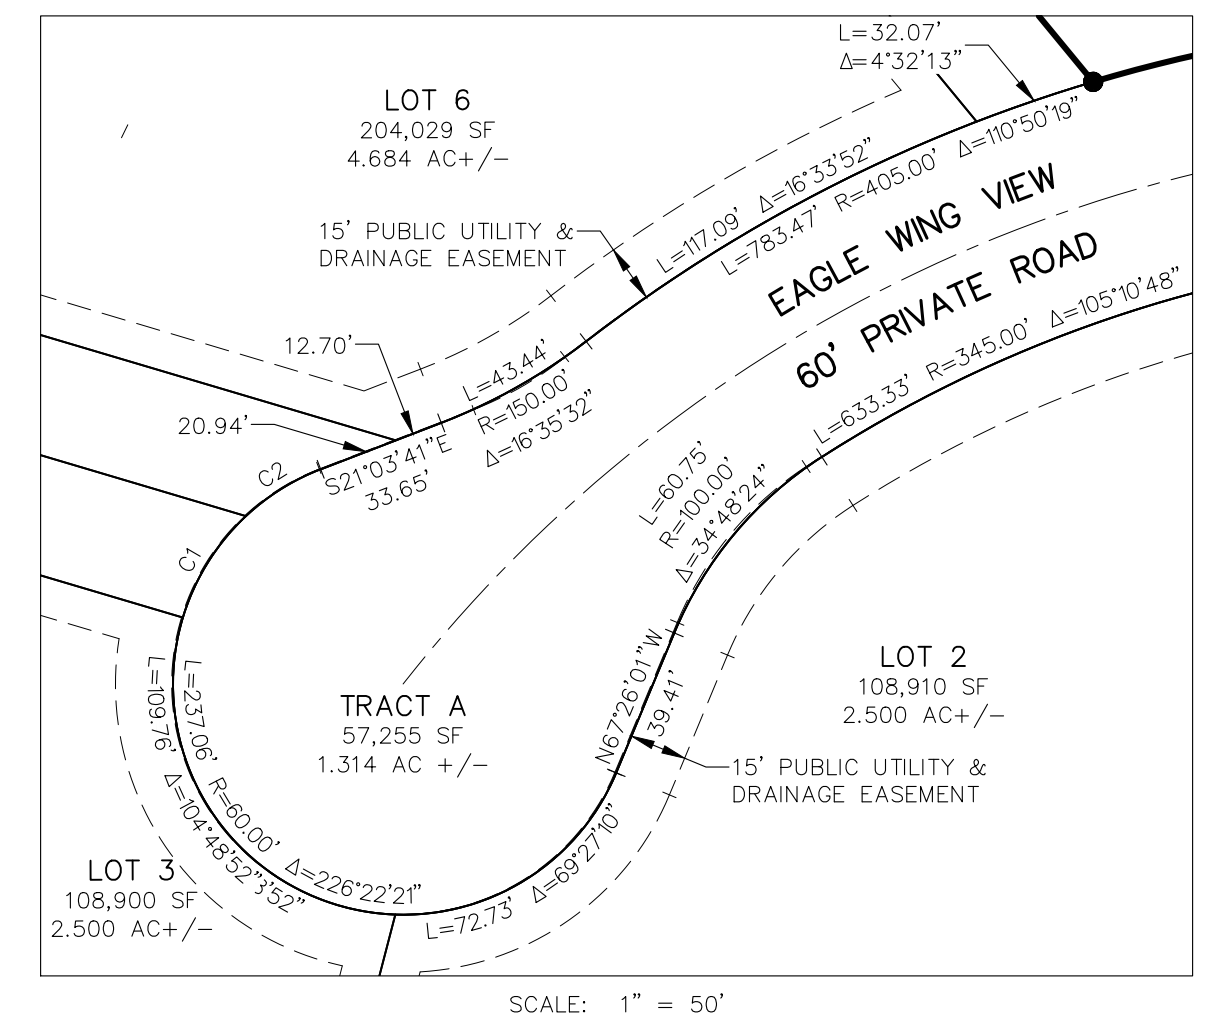 L=32.07'
Δ=4°32'13"
LOT 6
204,029 SF
4.684 AC+/-
L=117.09' Δ=16°33'52"
L=783.47' R=405.00' Δ=110°50'19"
15' PUBLIC UTILITY &
DRAINAGE EASEMENT
EAGLE WING VIEW
60' PRIVATE ROAD
L=633.33' R=345.00' Δ=105°10'48"
12.70'
L=43.44'
R=150.00'
Δ=16°35'32"
20.94'
S21°03'41"E
33.65'
C2
C1
L=60.75'
R=100.00'
Δ=34°48'24"
LOT 2
108,910 SF
2.500 AC+/-
N67°26'01"W
39.41'
TRACT A
57,255 SF
1.314 AC +/-
15' PUBLIC UTILITY &
DRAINAGE EASEMENT
L=237.06' R=60.00' Δ=226°22'21"
L=109.76' Δ=104°48'52"
L=72.73' Δ=69°27'10"
LOT 3
108,900 SF
2.500 AC+/-
SCALE: 1" = 50'